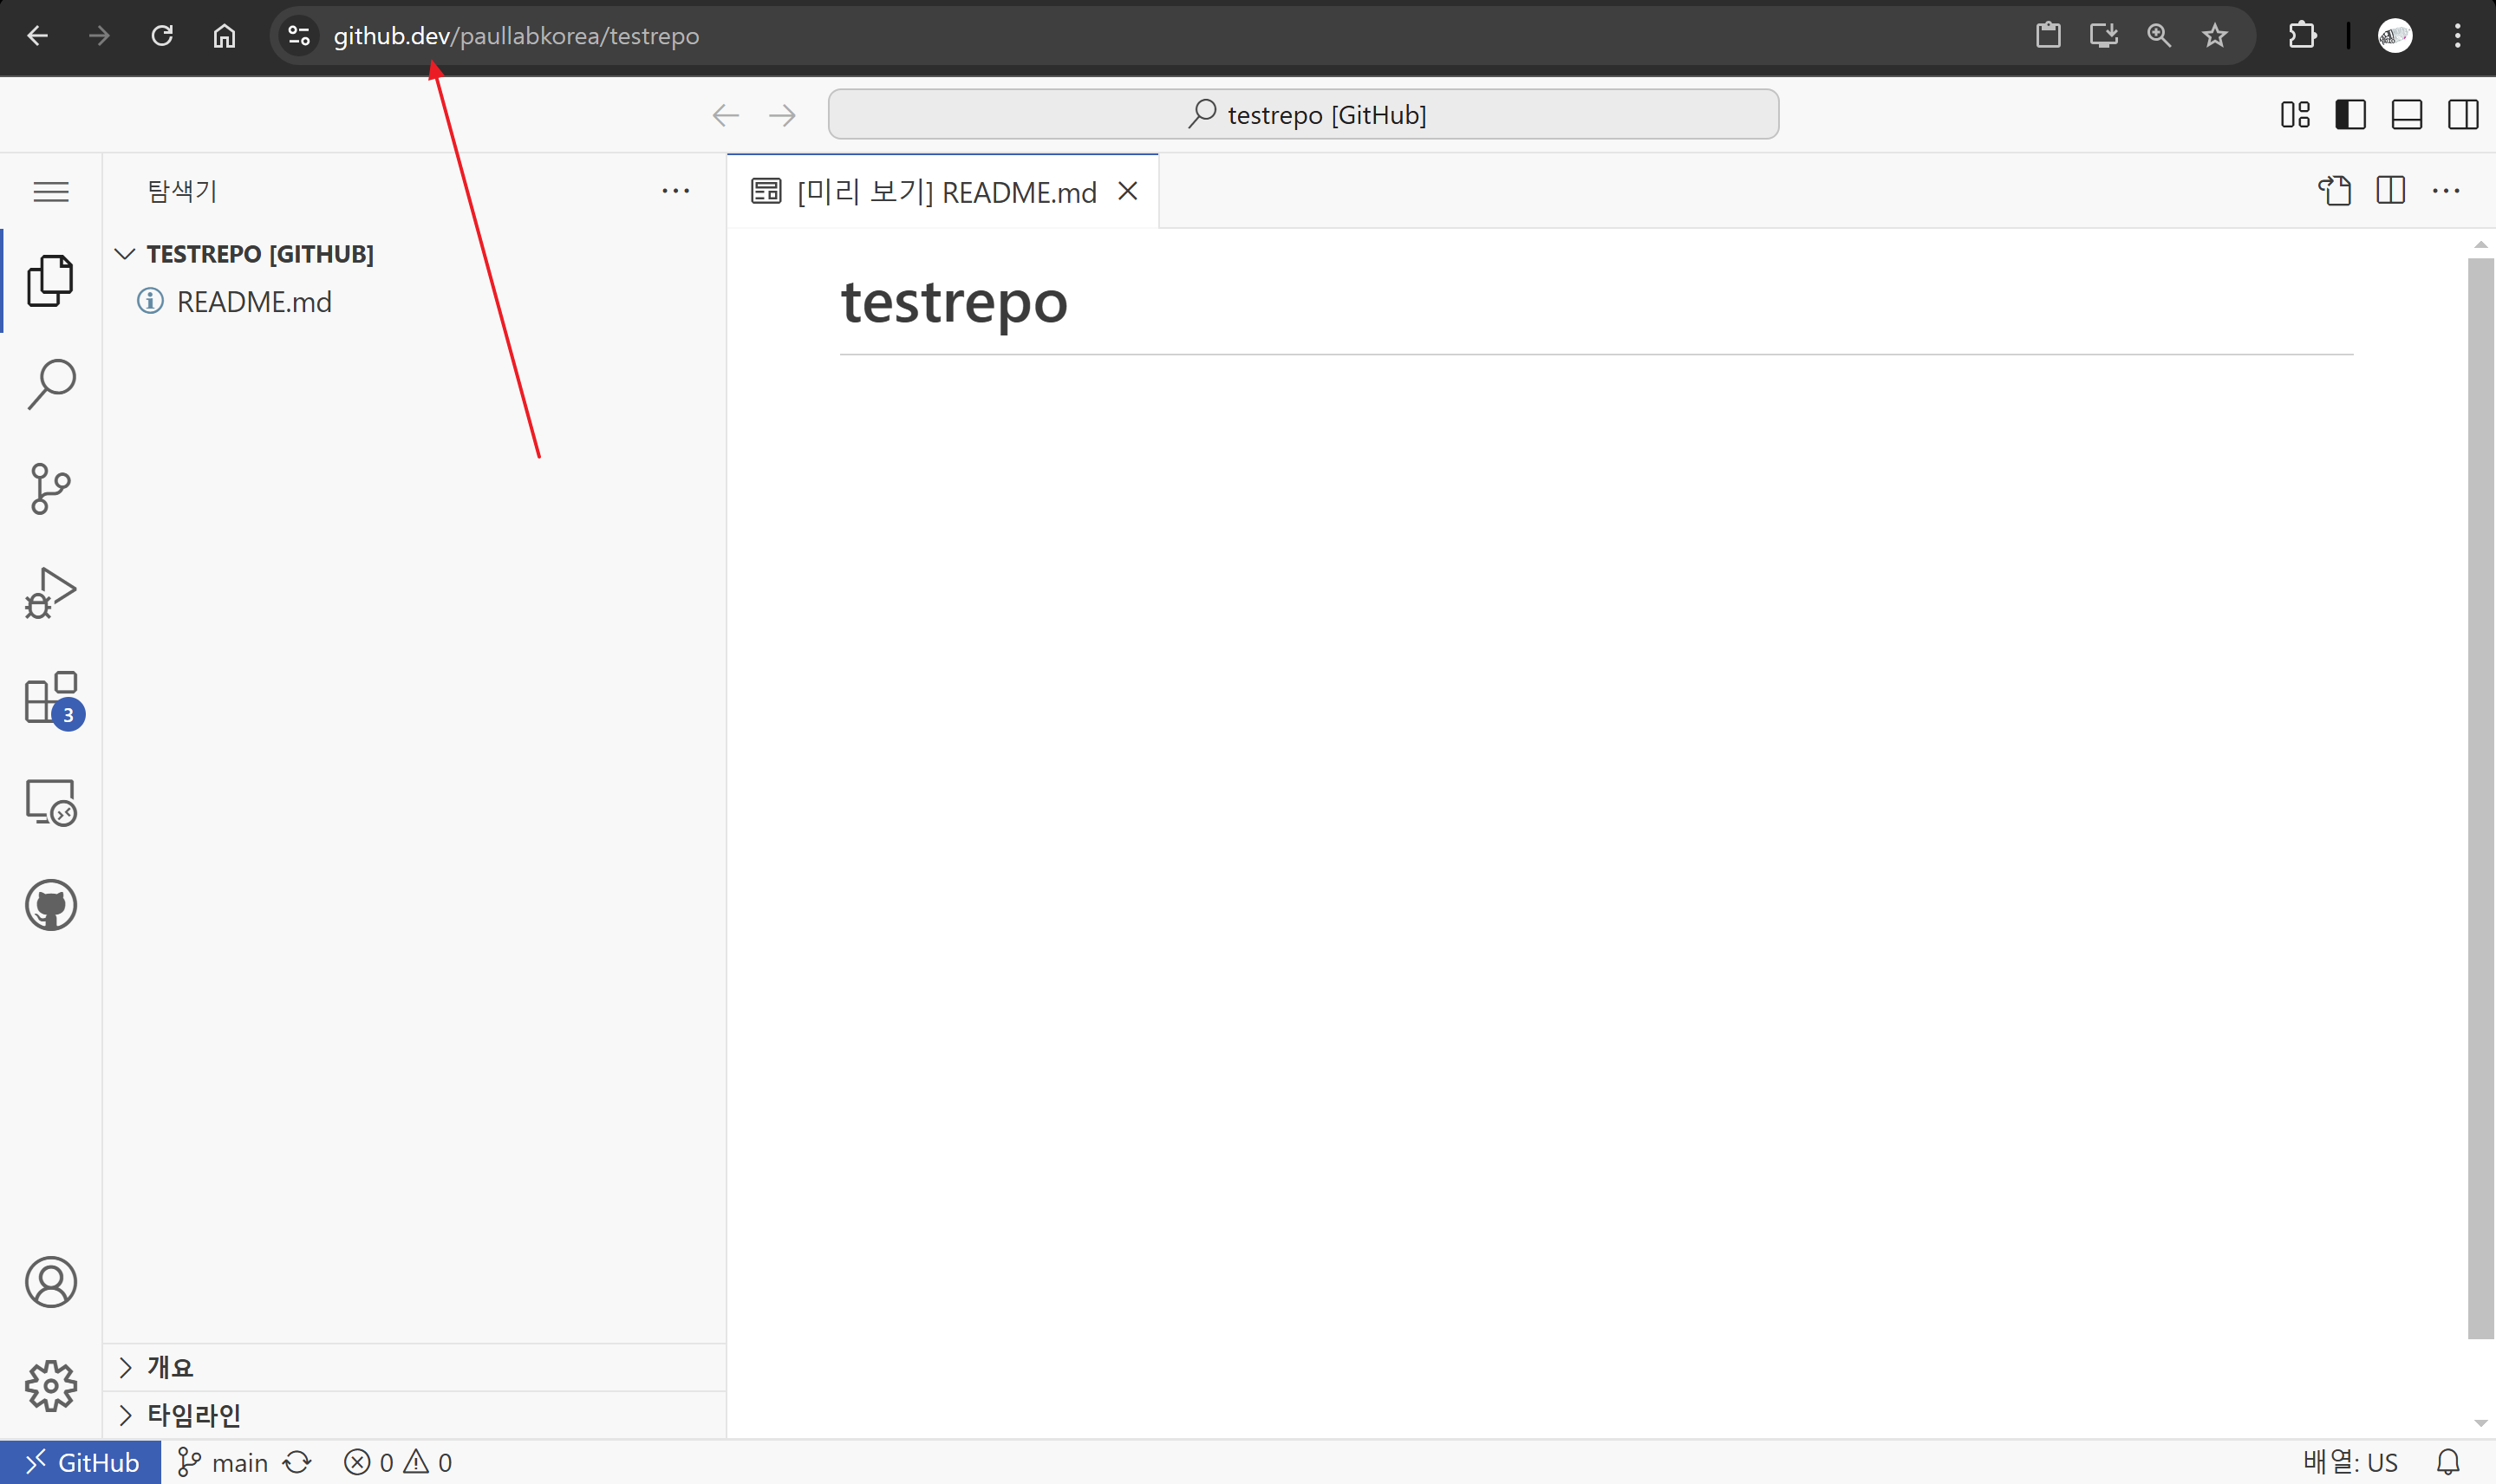 github.dev/paullabkorea/testrepo
testrepo [GitHub]
탐색기
[미리 보기] README.md
TESTREPO [GITHUB]
README.md
testrepo
3
개요
타임라인
GitHub
main
0
0
배열: US